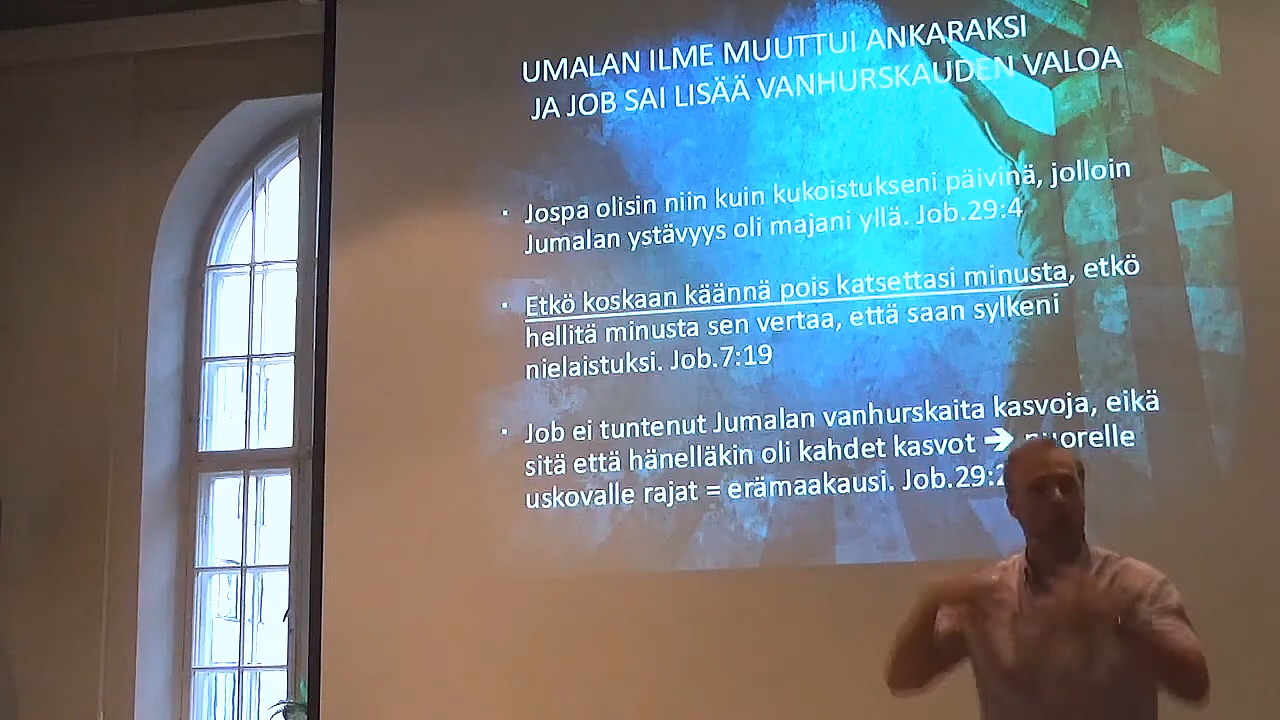 UMALAN ILME MUUTTUI ANKARAKSI
JA JOB SAI LISÄÄ VANHURSKAUDEN VALOA
· Jospa olisin niin kuin kukoistukseni päivinä, jolloin
Jumalan ystävyys oli majani yllä. Job.29:4
· Etkö koskaan käännä pois katsettasi minusta, etkö
hellitä minusta sen vertaa, että saan sylkeni
nielaistuksi. Job.7:19
· Job ei tuntenut Jumalan vanhurskaita kasvoja, eikä
sitä että hänelläkin oli kahdet kasvot ➔ nuorelle
uskovalle rajat = erämaakausi. Job.29:2